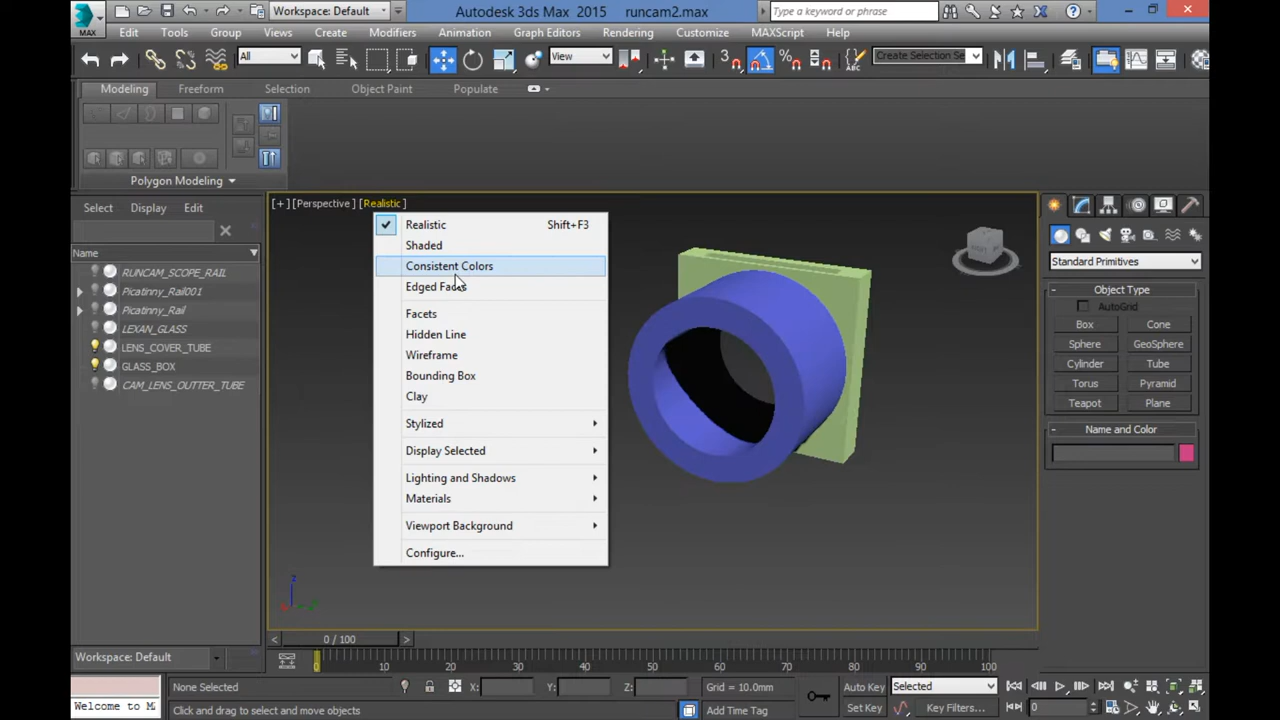 Workspace: Default
Autodesk 3ds Max 2015
runcam2.max
Type a keyword or phrase
MAX
Edit Tools Group Views Create Modifiers Animation Graph Editors Rendering Customize MAXScript Help
All
View
3
Create Selection Se
ABC
Modeling Freeform Selection Object Paint Populate
Polygon Modeling
Select Display Edit
[+] [Perspective] [Realistic]
Name
RUNCAM_SCOPE_RAIL
Picatinny_Rail001
Picatinny_Rail
LEXAN_GLASS
LENS_COVER_TUBE
GLASS_BOX
CAM_LENS_OUTTER_TUBE
Realistic Shift+F3
Shaded
Consistent Colors
Edged Faces
Facets
Hidden Line
Wireframe
Bounding Box
Clay
Stylized
Display Selected
Lighting and Shadows
Materials
Viewport Background
Configure...
Standard Primitives
Object Type
AutoGrid
Box Cone
Sphere GeoSphere
Cylinder Tube
Torus Pyramid
Teapot Plane
Name and Color
z
0 / 100
Workspace: Default
0 10 20 30 40 50 60 70 80 90 100
None Selected
X: Y: Z:
Grid = 10.0mm
Auto Key Selected
Welcome to MA
Click and drag to select and move objects
Add Time Tag
Set Key Key Filters...
0